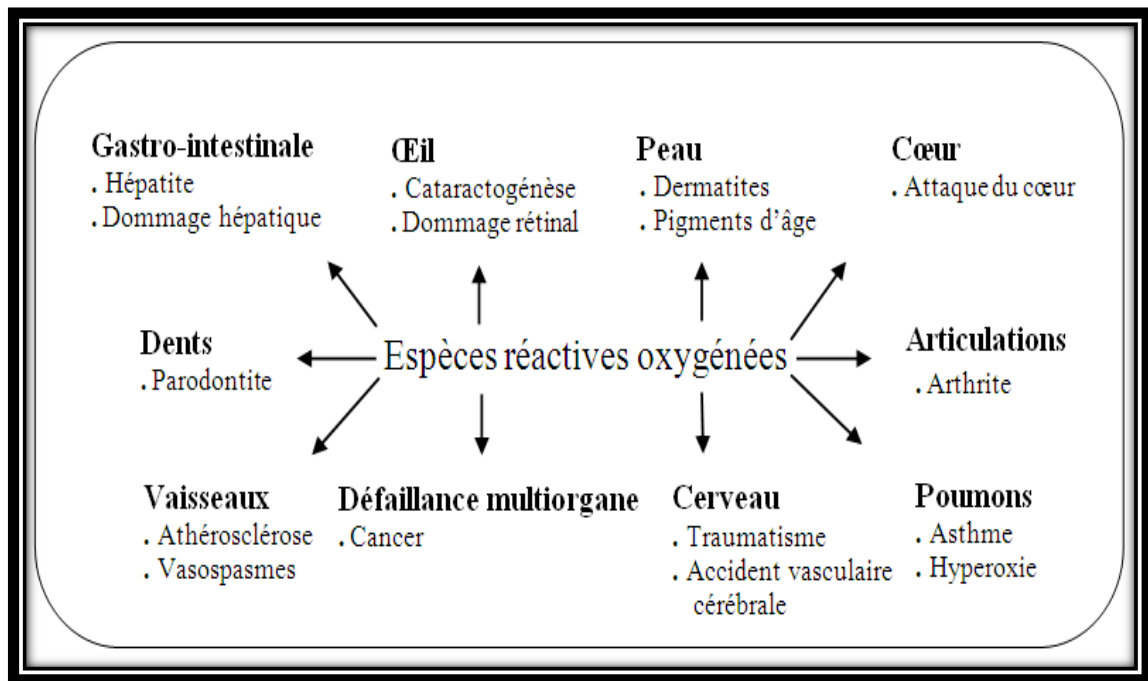 Gastro-intestinale
. Hépatite
. Dommage hépatique
Œil
. Cataractogénèse
. Dommage rétinal
Peau
. Dermatites
. Pigments d'âge
Cœur
. Attaque du cœur
Dents
. Parodontite
Espèces réactives oxygénées
Articulations
. Arthrite
Vaisseaux
. Athérosclérose
. Vasospasmes
Défaillance multiorgane
. Cancer
Cerveau
. Traumatisme
. Accident vasculaire
cérébrale
Poumons
. Asthme
. Hyperoxie